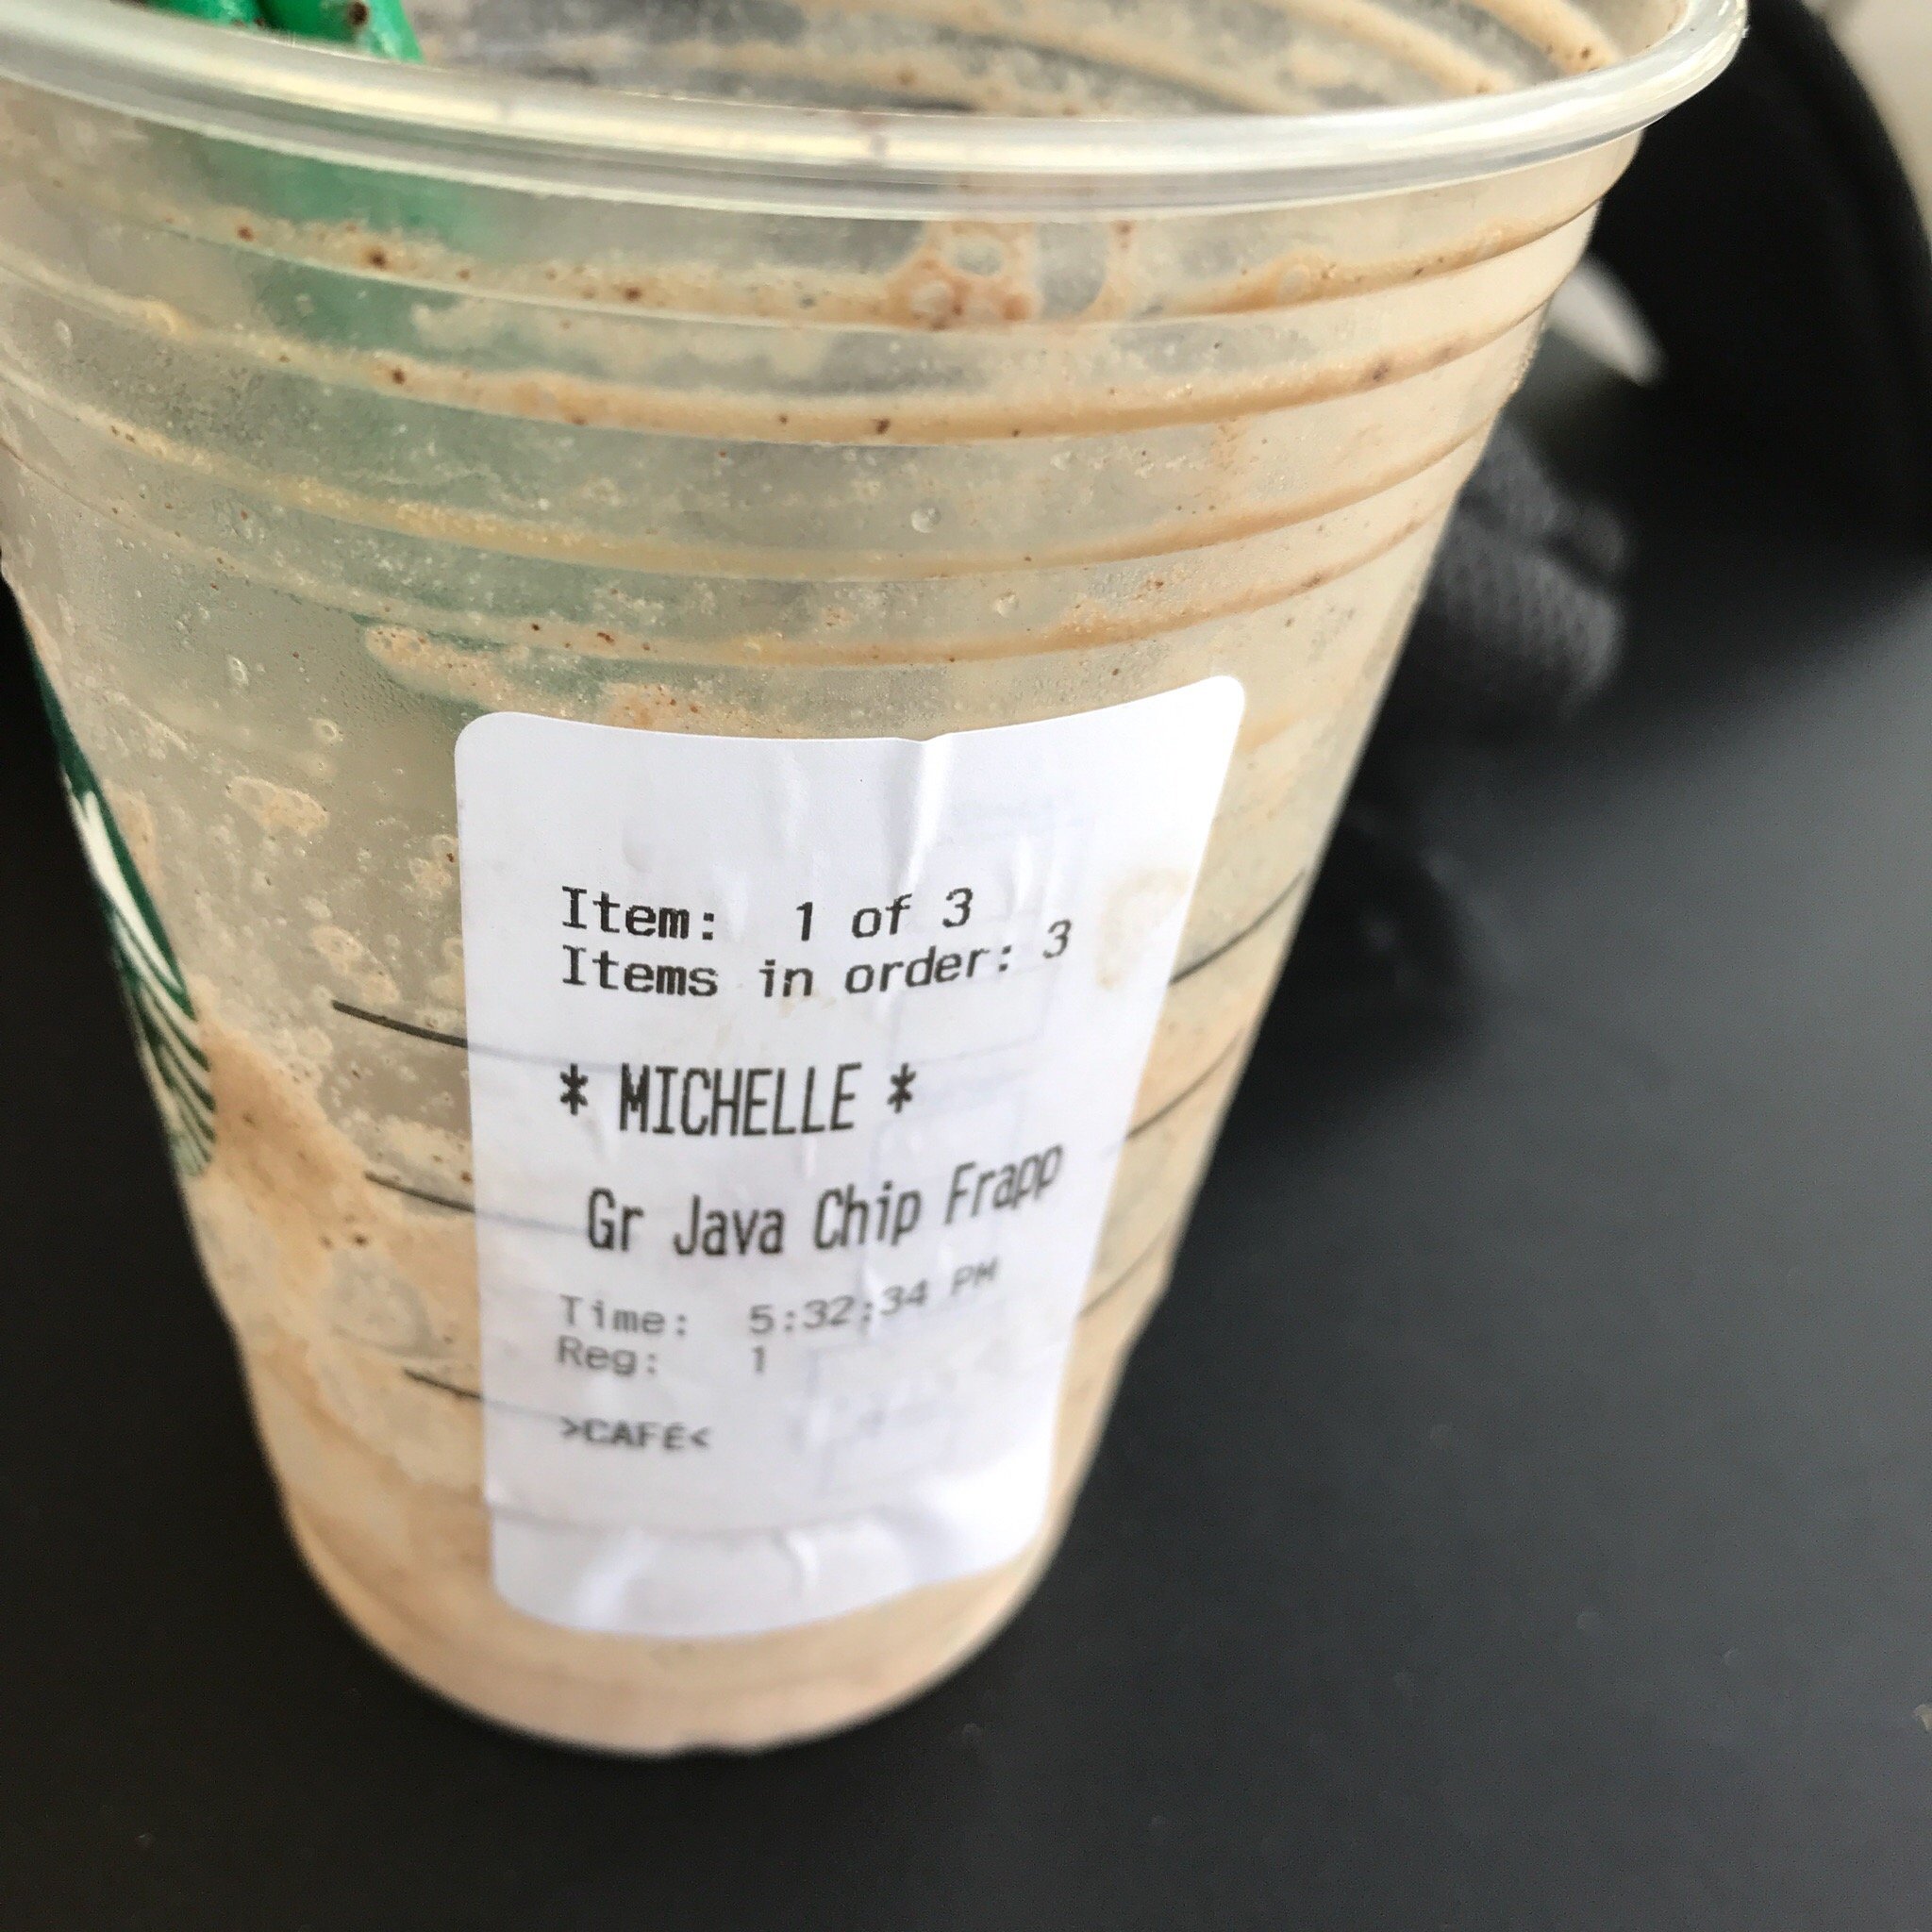 Item: 1 of 3
Items in order: 3
* MICHELLE *
Gr Java Chip Frapp
Time: 5:32:34 PM
Reg: 1
>CAFE<